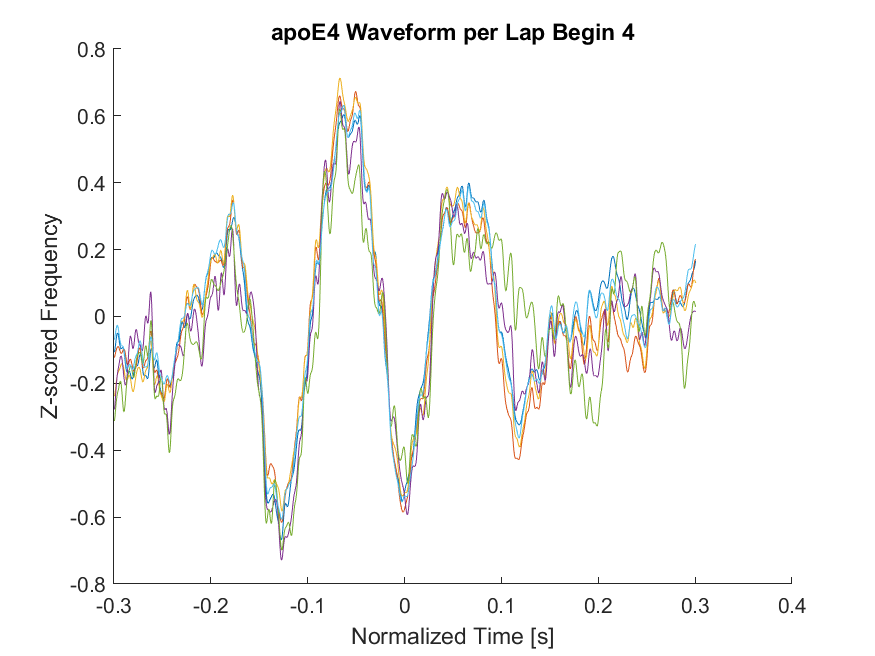 apoE4 Waveform per Lap Begin 4
0.8
0.6
0.4
0.2
0
-0.2
-0.4
-0.6
-0.8
Z-scored Frequency
-0.3 -0.2 -0.1 0 0.1 0.2 0.3 0.4
Normalized Time [s]